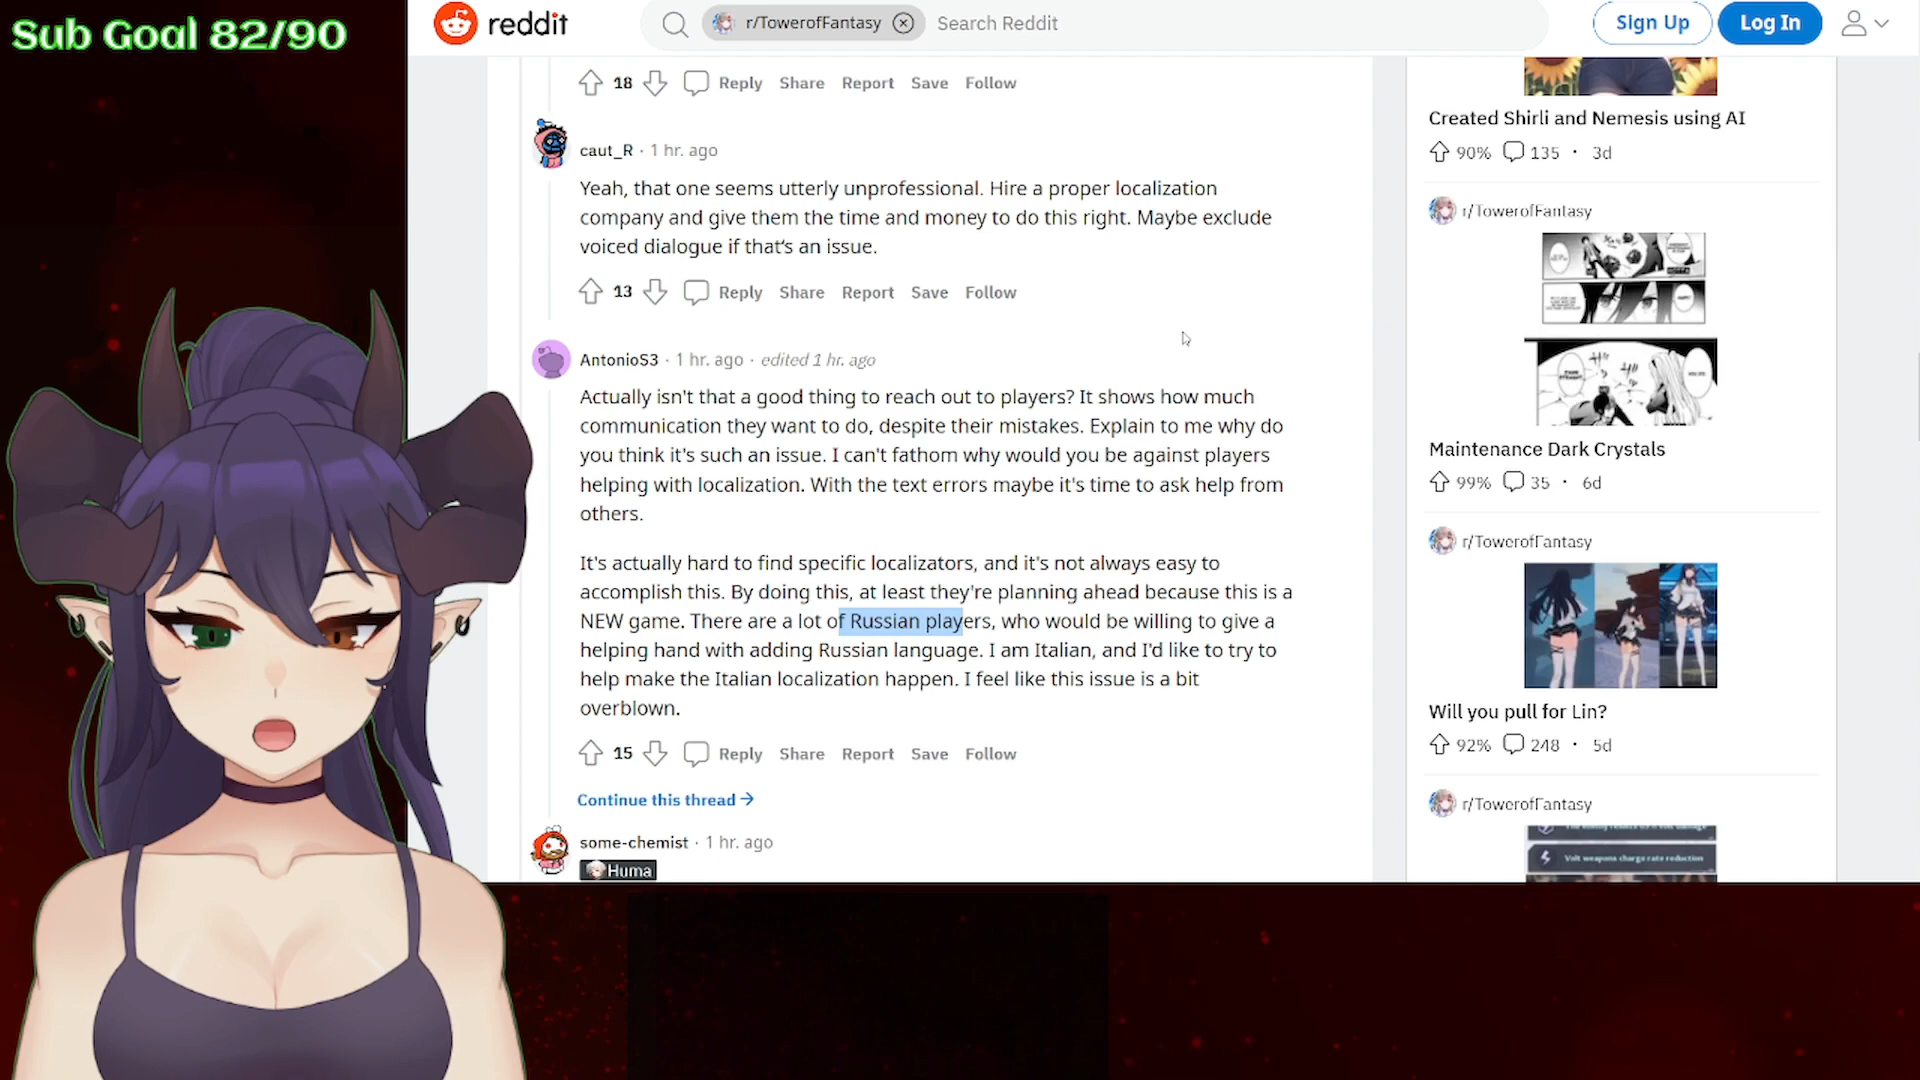 Sub Goal 82/90
reddit
r/TowerofFantasy
Search Reddit
Sign Up
Log In
18
Reply Share Report Save Follow
caut_R · 1 hr. ago
Yeah, that one seems utterly unprofessional. Hire a proper localization
company and give them the time and money to do this right. Maybe exclude
voiced dialogue if that's an issue.
13
Reply Share Report Save Follow
AntonioS3 · 1 hr. ago · edited 1 hr. ago
Actually isn't that a good thing to reach out to players? It shows how much
communication they want to do, despite their mistakes. Explain to me why do
you think it's such an issue. I can't fathom why would you be against players
helping with localization. With the text errors maybe it's time to ask help from
others.
It's actually hard to find specific localizators, and it's not always easy to
accomplish this. By doing this, at least they're planning ahead because this is a
NEW game. There are a lot of Russian players, who would be willing to give a
helping hand with adding Russian language. I am Italian, and I'd like to try to
help make the Italian localization happen. I feel like this issue is a bit
overblown.
15
Reply Share Report Save Follow
Continue this thread →
some-chemist · 1 hr. ago
Huma
Created Shirli and Nemesis using AI
90% 135 · 3d
r/TowerofFantasy
Maintenance Dark Crystals
99% 35 · 6d
r/TowerofFantasy
Will you pull for Lin?
92% 248 · 5d
r/TowerofFantasy
Volt weapons charge rate reduction